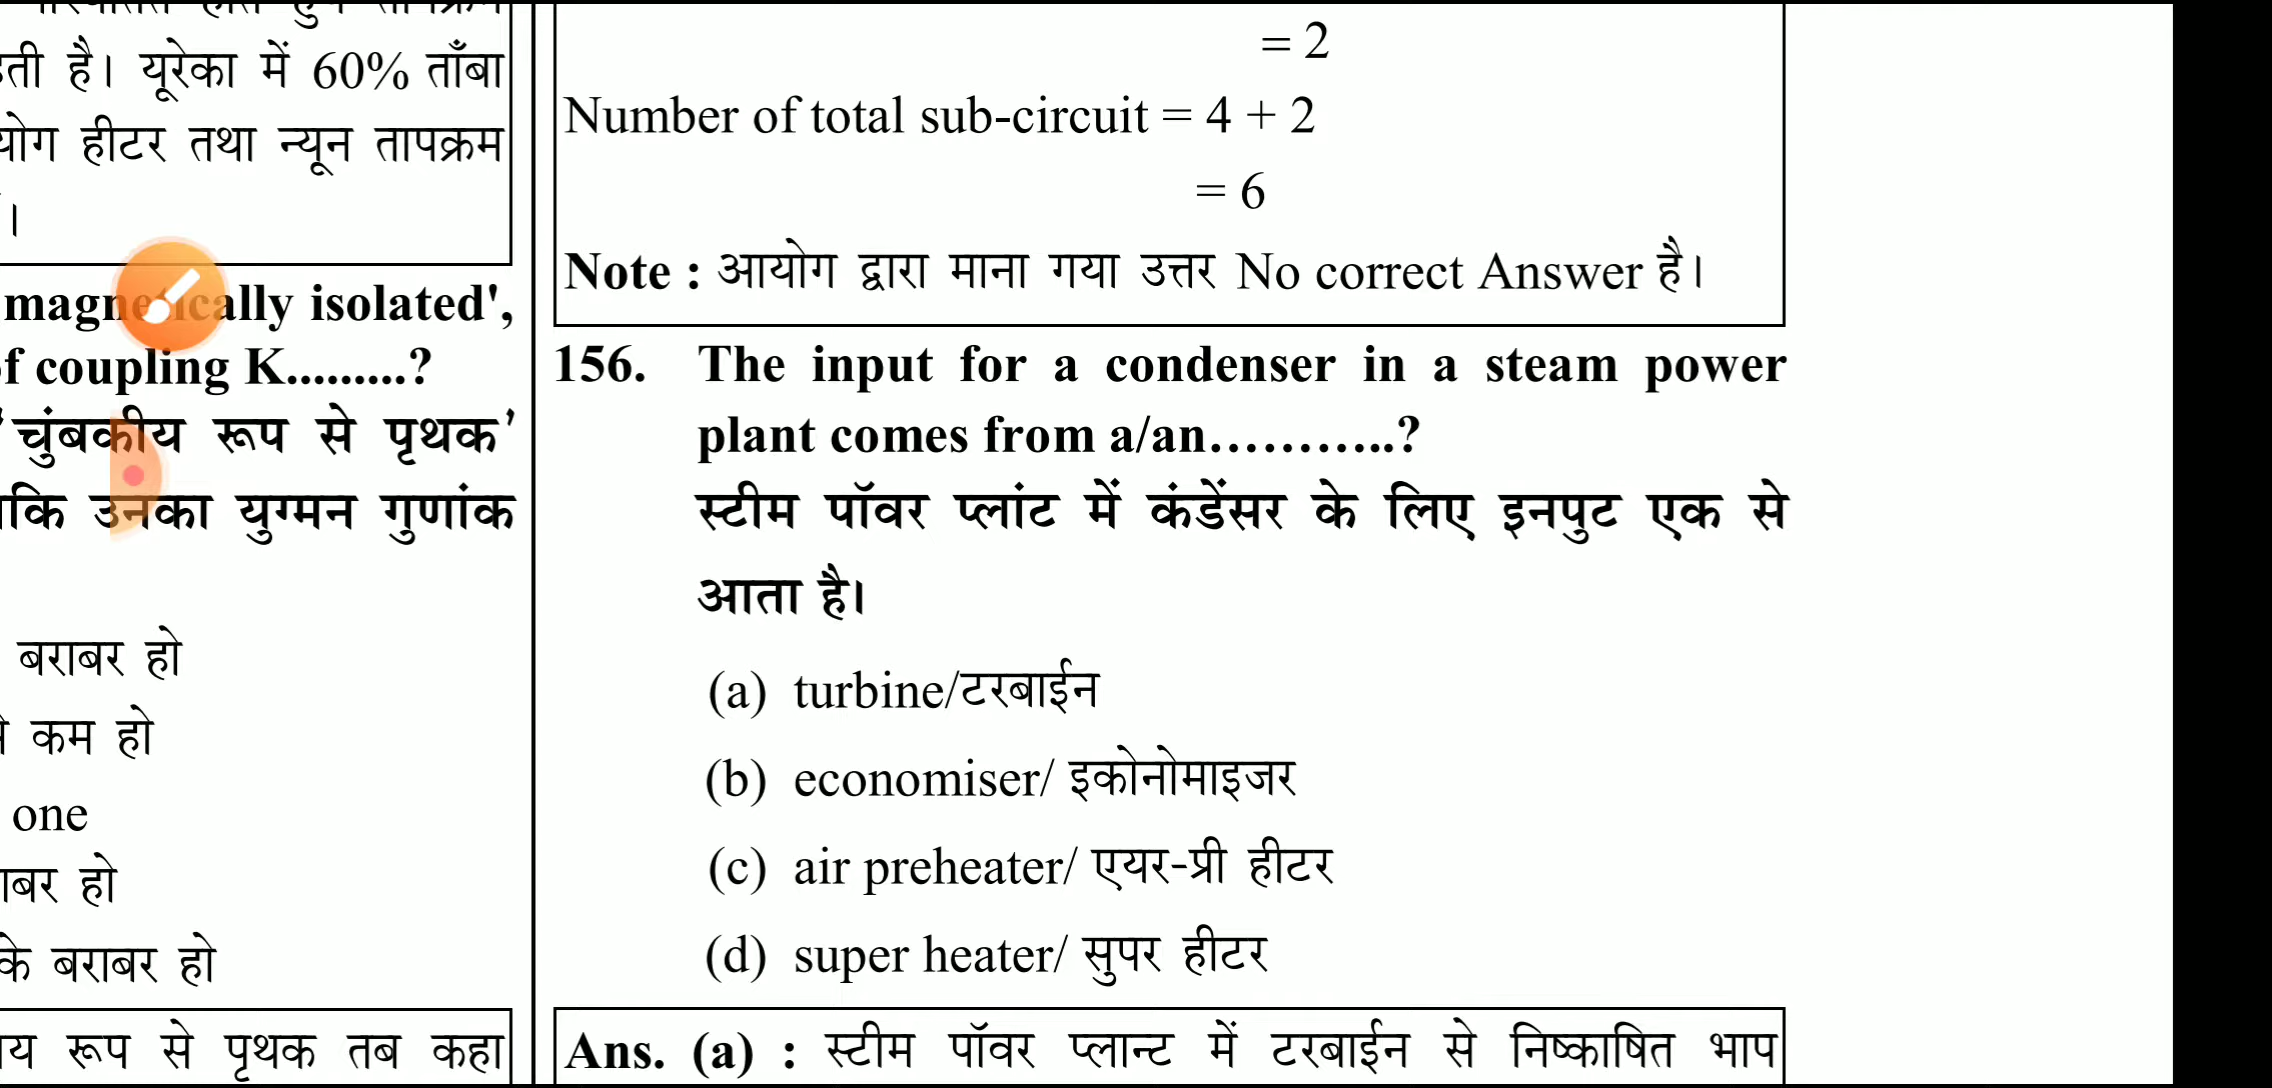 है। यूरेका में 60% ताँबा
हीटर तथा न्यून तापक्रम
।
magnetically isolated',
coupling K.........?
'चुंबकीय रूप से पृथक'
उनका युग्मन गुणांक
बराबर हो
कम हो
one
हो
के बराबर हो
रूप से पृथक तब कहा
= 2
Number of total sub-circuit = 4 + 2
= 6
Note : आयोग द्वारा माना गया उत्तर No correct Answer है।
156. The input for a condenser in a steam power
plant comes from a/an............?
स्टीम पॉवर प्लांट में कंडेंसर के लिए इनपुट एक से
आता है।
(a) turbine/टरबाईन
(b) economiser/ इकोनोमाइजर
(c) air preheater/ एयर-प्री हीटर
(d) super heater/ सुपर हीटर
Ans. (a) : स्टीम पॉवर प्लान्ट में टरबाईन से निष्काषित भाप